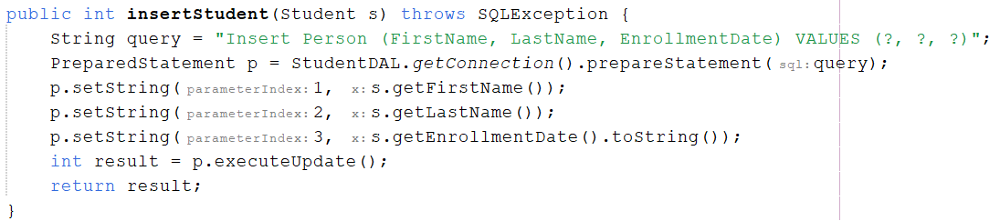 public int insertStudent(Student s) throws SQLException {
String query = "Insert Person (FirstName, LastName, EnrollmentDate) VALUES (?, ?, ?)";
PreparedStatement p = StudentDAL.getConnection().prepareStatement( sql: query);
p.setString( parameterIndex: 1,  x: s.getFirstName());
p.setString( parameterIndex: 2,  x: s.getLastName());
p.setString( parameterIndex: 3,  x: s.getEnrollmentDate().toString());
int result = p.executeUpdate();
return result;
}